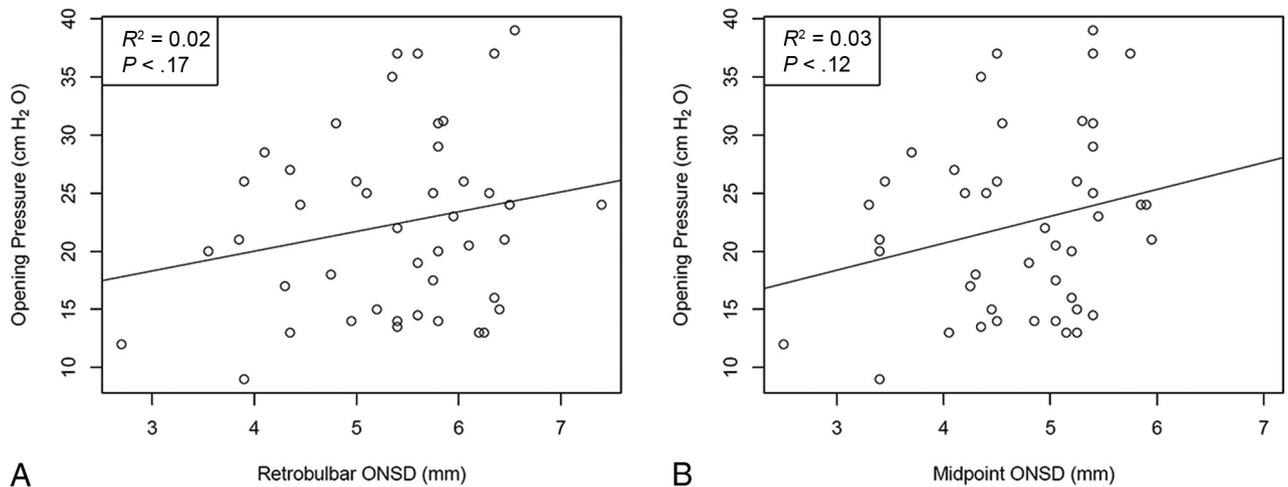 R² = 0.02
P < .17
40
35
30
25
20
15
10
Opening Pressure (cm H₂ O)
3 4 5 6 7
Retrobulbar ONSD (mm)
A
R² = 0.03
P < .12
40
35
30
25
20
15
10
Opening Pressure (cm H₂ O)
3 4 5 6 7
Midpoint ONSD (mm)
B